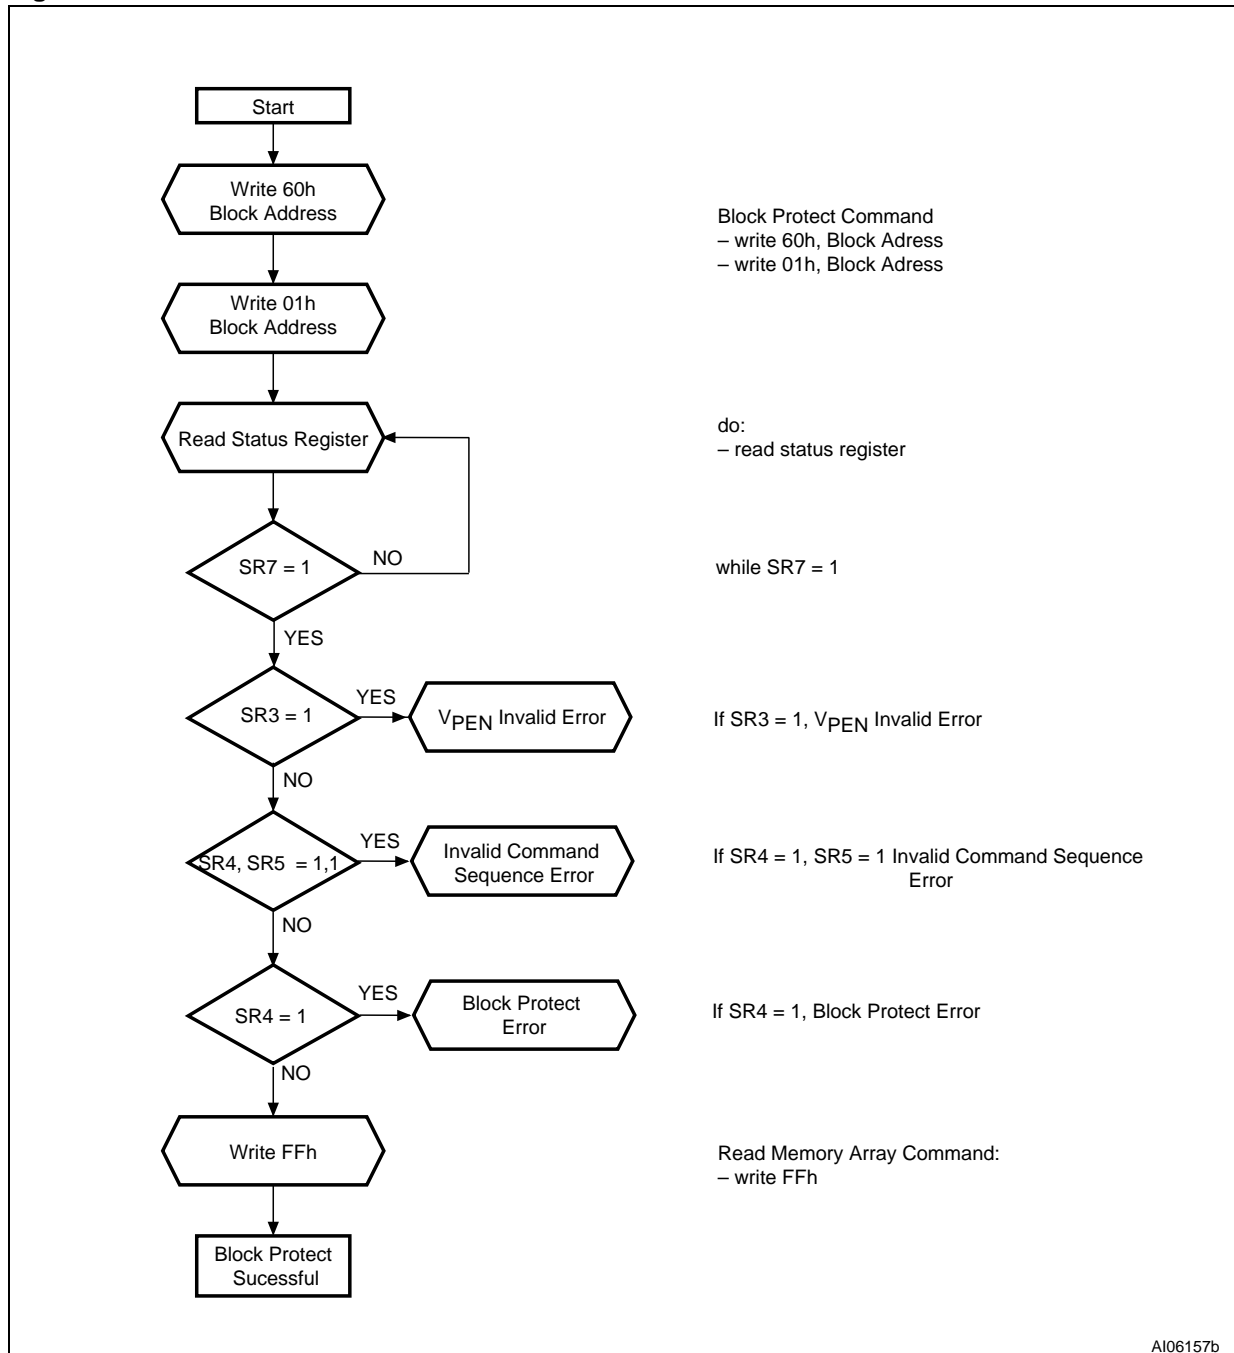 Start
Write 60h
Block Address
Block Protect Command
– write 60h, Block Adress
– write 01h, Block Adress
Write 01h
Block Address
Read Status Register
do:
– read status register
SR7 = 1
NO
while SR7 = 1
YES
SR3 = 1
YES
VPEN Invalid Error
If SR3 = 1, VPEN Invalid Error
NO
SR4, SR5 = 1,1
YES
Invalid Command
Sequence Error
If SR4 = 1, SR5 = 1 Invalid Command Sequence
Error
NO
SR4 = 1
YES
Block Protect
Error
If SR4 = 1, Block Protect Error
NO
Write FFh
Read Memory Array Command:
– write FFh
Block Protect
Sucessful
AI06157b